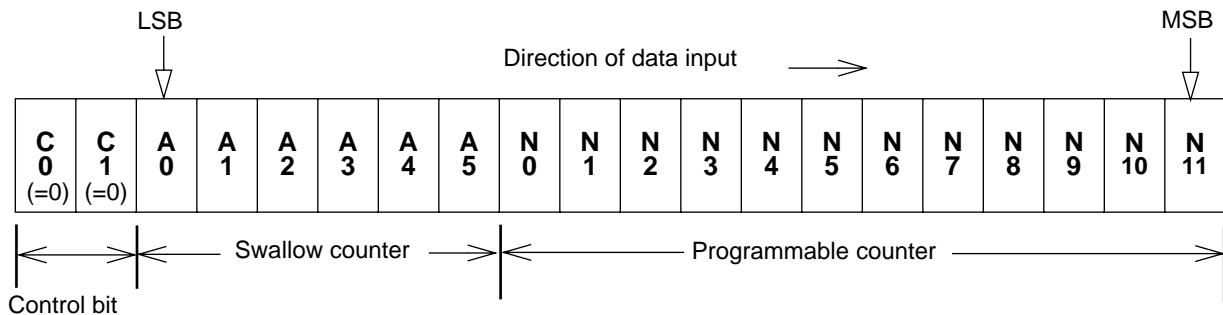 LSB
MSB
Direction of data input
C C A A A A A A N N N N N N N N N N N N
0 1 0 1 2 3 4 5 0 1 2 3 4 5 6 7 8 9 10 11
(=0) (=0)
Swallow counter
Programmable counter
Control bit